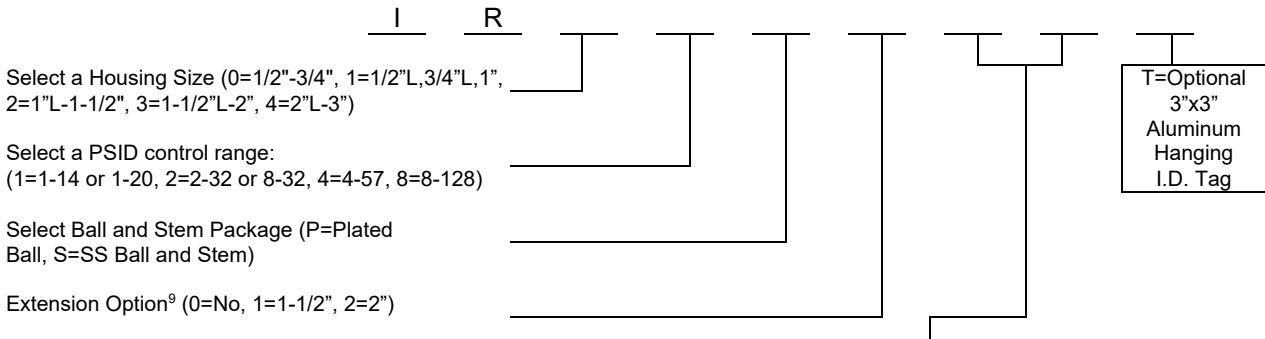 I R
Select a Housing Size (0=1/2"-3/4", 1=1/2”L,3/4”L,1”,
2=1”L-1-1/2", 3=1-1/2”L-2”, 4=2”L-3”)
T=Optional
3”x3”
Aluminum
Hanging
I.D. Tag
Select a PSID control range:
(1=1-14 or 1-20, 2=2-32 or 8-32, 4=4-57, 8=8-128)
Select Ball and Stem Package (P=Plated
Ball, S=SS Ball and Stem)
Extension Option⁹ (0=No, 1=1-1/2”, 2=2”)